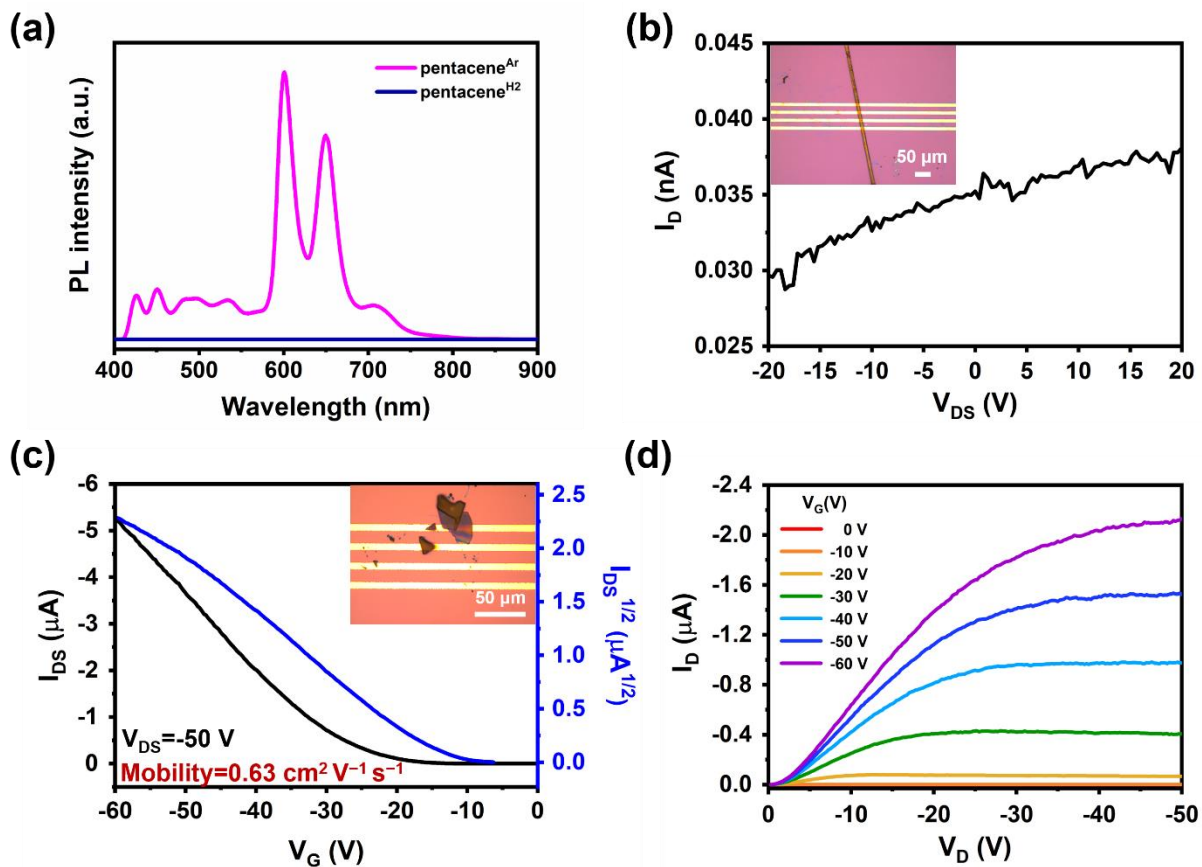 (a)
PL intensity (a.u.)
pentacene^Ar
pentacene^H2
400 500 600 700 800 900
Wavelength (nm)
(b)
I_D (nA)
0.045
0.040
0.035
0.030
0.025
50 μm
-20 -15 -10 -5 0 5 10 15 20
V_DS (V)
(c)
I_DS (μA)
-6
-5
-4
-3
-2
-1
0
50 μm
V_DS=-50 V
Mobility=0.63 cm² V⁻¹ s⁻¹
2.5
2.0
1.5
1.0
0.5
0.0
I_DS^1/2 (μA^1/2)
-60 -50 -40 -30 -20 -10 0
V_G (V)
(d)
I_D (μA)
-2.4
-2.0
-1.6
-1.2
-0.8
-0.4
0.0
V_G(V)
0 V
-10 V
-20 V
-30 V
-40 V
-50 V
-60 V
0 -10 -20 -30 -40 -50
V_D (V)